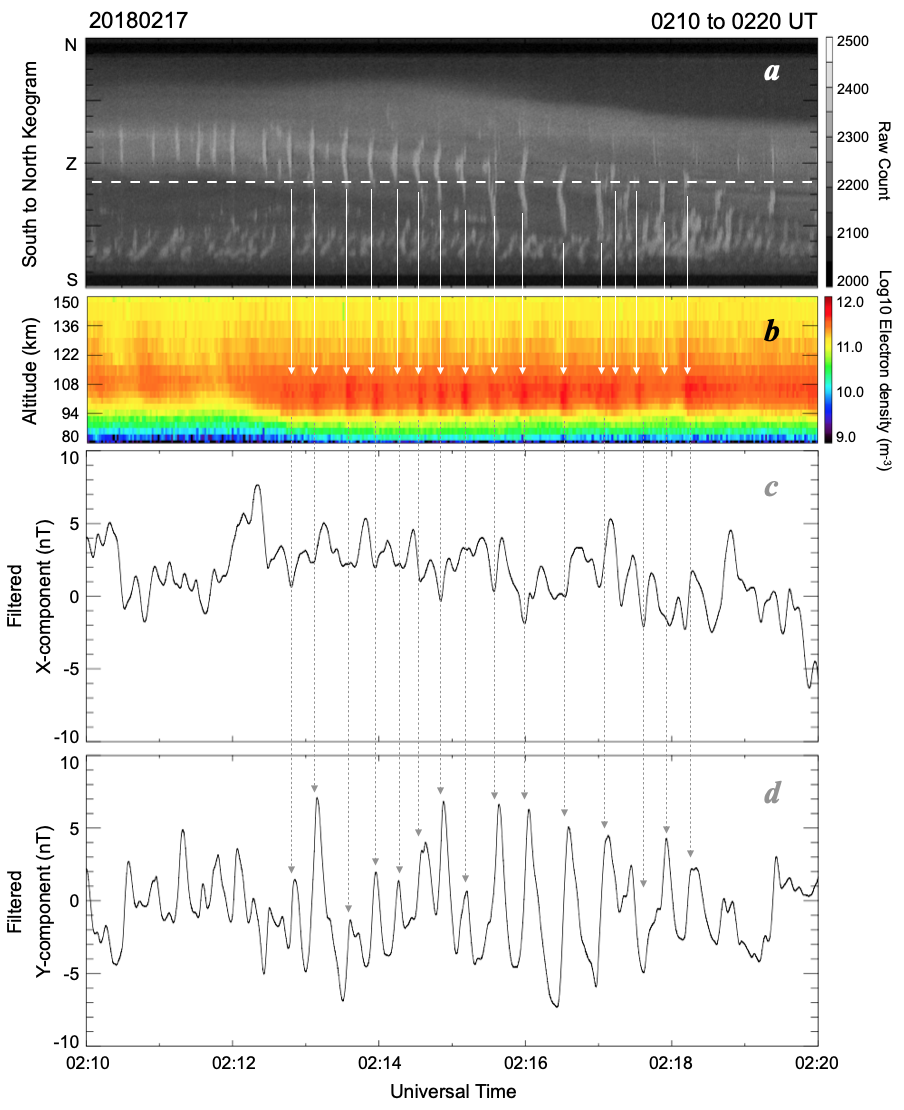 20180217 0210 to 0220 UT
N
Z
S
South to North Keogram
a
2500
2400
2300
2200
2100
2000
Raw Count
150
136
122
108
94
80
Altitude (km)
b
12.0
11.0
10.0
9.0
Log10 Electron density (m-3)
10
5
0
-5
-10
Filtered
X-component (nT)
c
10
5
0
-5
-10
Filtered
Y-component (nT)
d
02:10 02:12 02:14 02:16 02:18 02:20
Universal Time